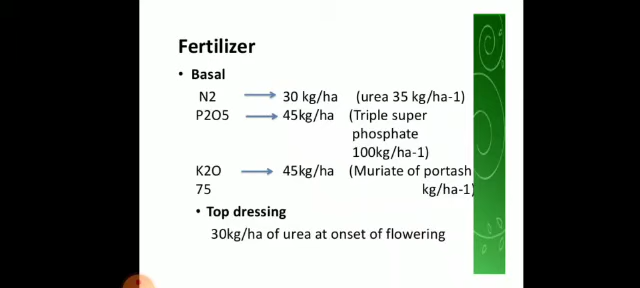 Fertilizer
• Basal
N2 → 30 kg/ha (urea 35 kg/ha-1)
P2O5 → 45kg/ha (Triple super
phosphate
100kg/ha-1)
K2O → 45kg/ha (Muriate of portash
75 kg/ha-1)
• Top dressing
30kg/ha of urea at onset of flowering